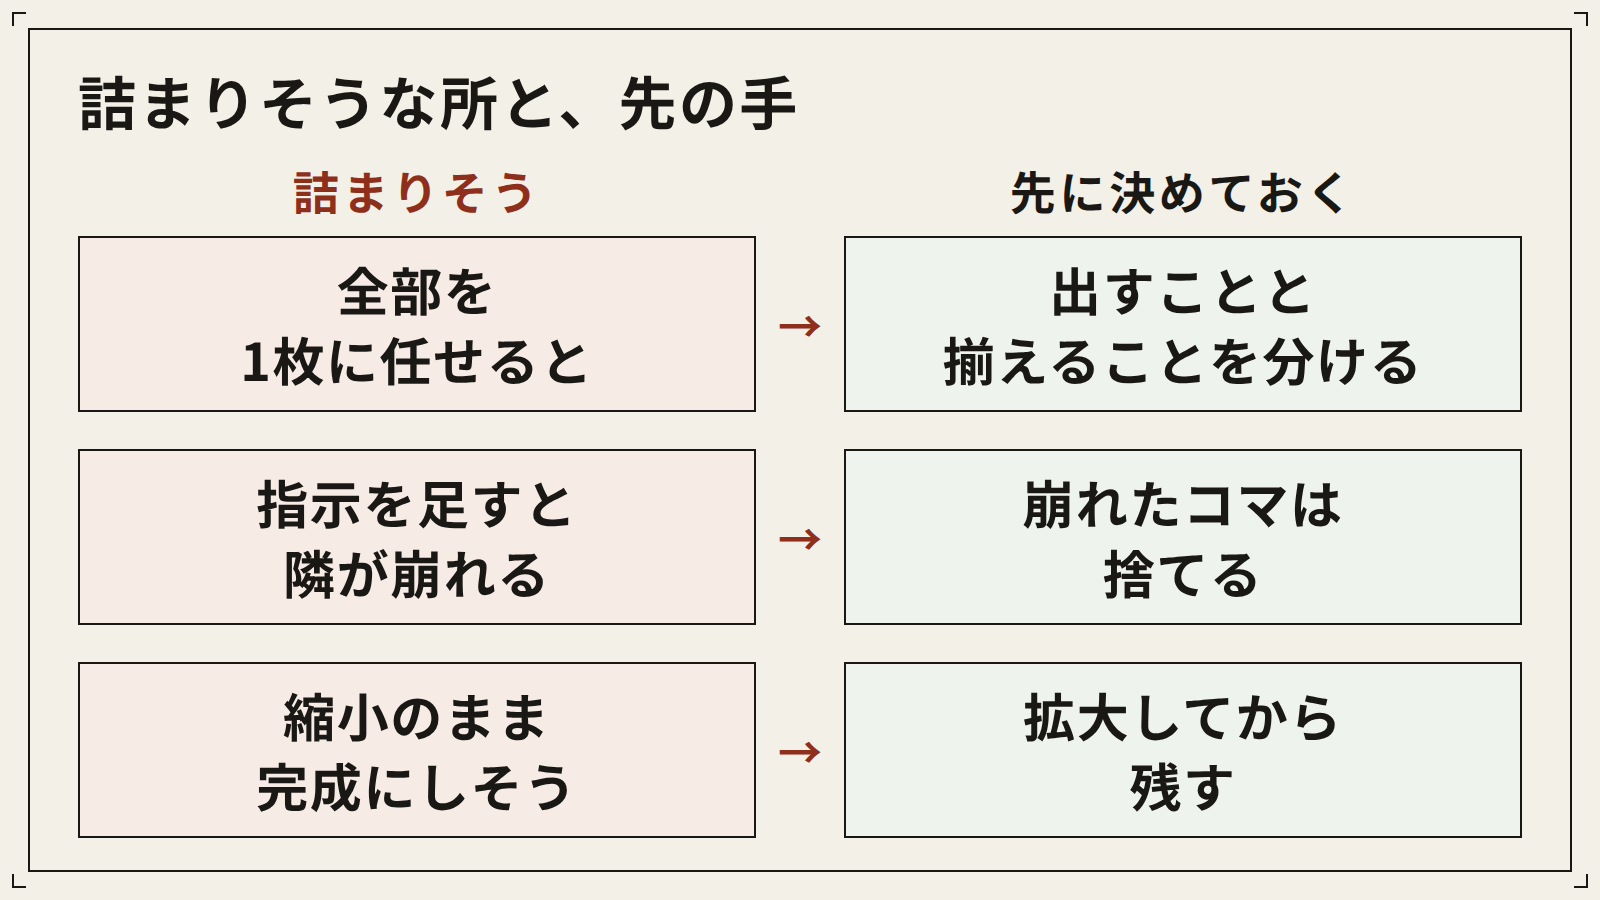 詰まりそうな所と、先の手
詰まりそう
先に決めておく
全部を
1枚に任せると
→
出すことと
揃えることを分ける
指示を足すと
隣が崩れる
→
崩れたコマは
捨てる
縮小のまま
完成にしそう
→
拡大してから
残す